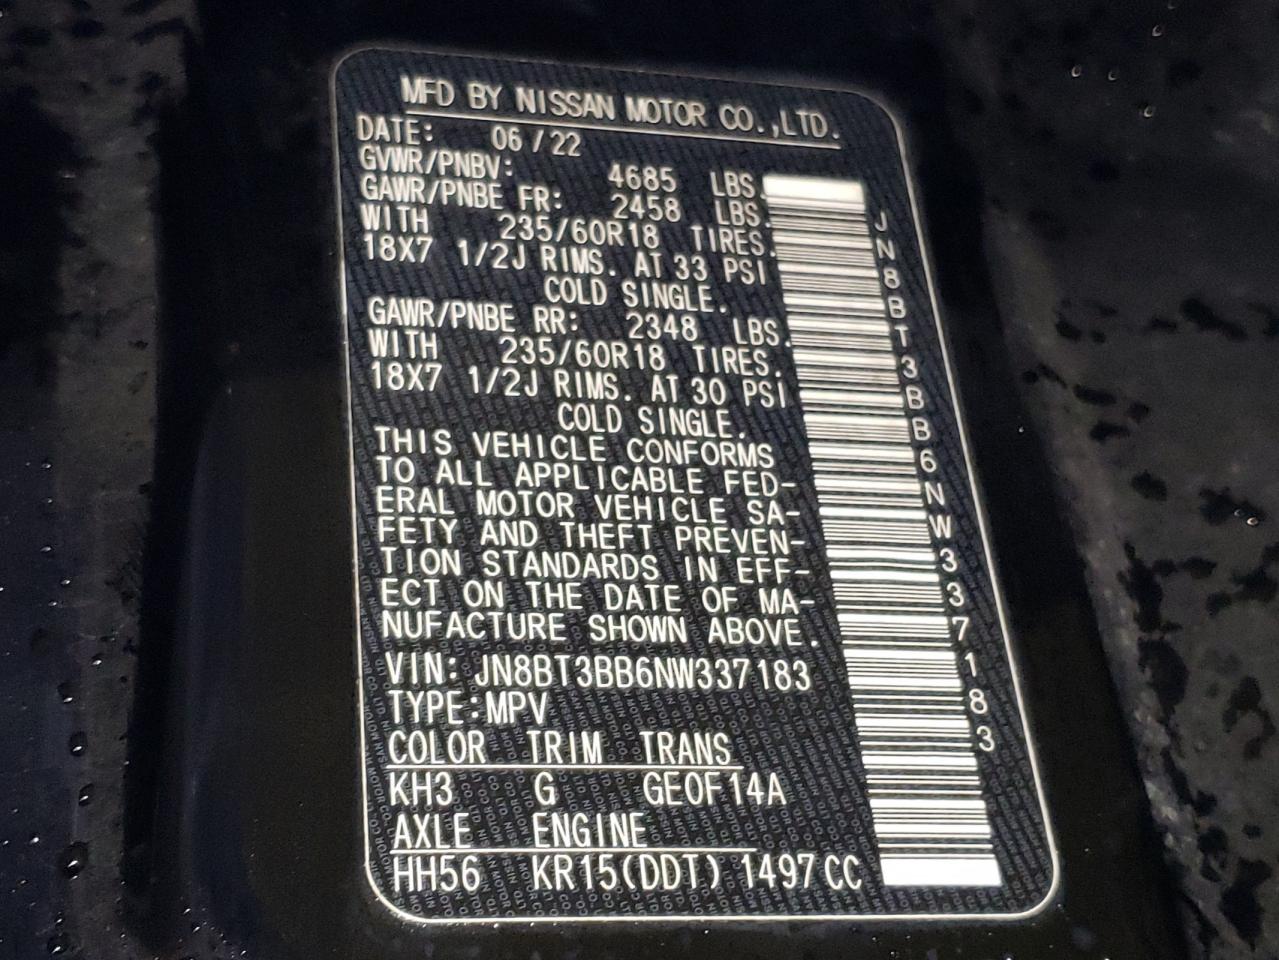 MFD BY NISSAN MOTOR CO.,LTD.
DATE: 06/22
GVWR/PNBV: 4685 LBS
GAWR/PNBE FR: 2458 LBS.
WITH 235/60R18 TIRES.
18X7 1/2J RIMS. AT 33 PSI
COLD SINGLE.
GAWR/PNBE RR: 2348 LBS.
WITH 235/60R18 TIRES.
18X7 1/2J RIMS. AT 30 PSI
COLD SINGLE.
THIS VEHICLE CONFORMS
TO ALL APPLICABLE FED-
ERAL MOTOR VEHICLE SA-
FETY AND THEFT PREVEN-
TION STANDARDS IN EFF-
ECT ON THE DATE OF MA-
NUFACTURE SHOWN ABOVE.
VIN: JN8BT3BB6NW337183
TYPE:MPV
COLOR TRIM TRANS
KH3 G GEOF14A
AXLE ENGINE
HH56 KR15(DDT) 1497CC
JN8BT3BB6NW337183